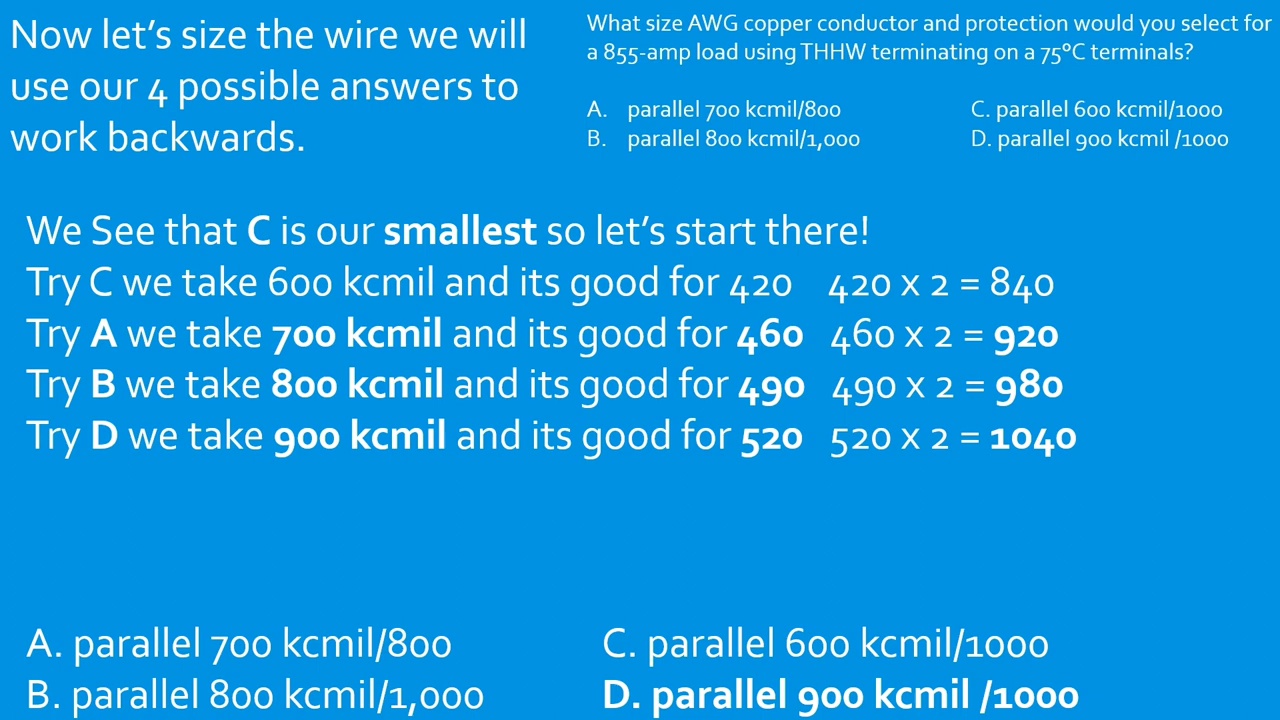 Now let's size the wire we will
use our 4 possible answers to
work backwards.
What size AWG copper conductor and protection would you select for
a 855-amp load using THHW terminating on a 75°C terminals?
A. parallel 700 kcmil/800
B. parallel 800 kcmil/1,000
C. parallel 600 kcmil/1000
D. parallel 900 kcmil /1000
We See that C is our smallest so let's start there!
Try C we take 600 kcmil and its good for 420 420 x 2 = 840
Try A we take 700 kcmil and its good for 460 460 x 2 = 920
Try B we take 800 kcmil and its good for 490 490 x 2 = 980
Try D we take 900 kcmil and its good for 520 520 x 2 = 1040
A. parallel 700 kcmil/800
B. parallel 800 kcmil/1,000
C. parallel 600 kcmil/1000
D. parallel 900 kcmil /1000